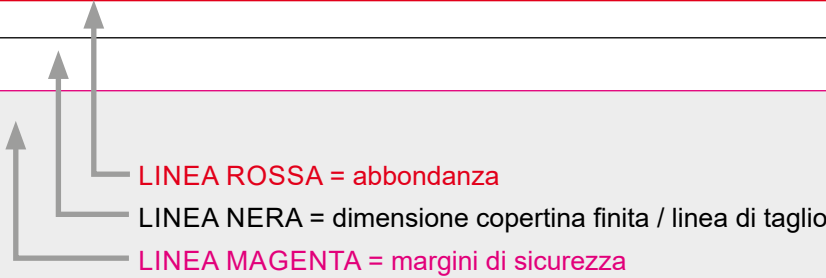 LINEA ROSSA = abbondanza
LINEA NERA = dimensione copertina finita / linea di taglio
LINEA MAGENTA = margini di sicurezza